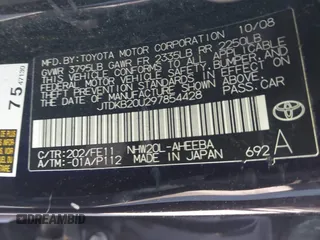 MFD. BY: TOYOTA MOTOR CORPORATION 10/08
GVWR 3795LB GAWR FR 2335LB RR 2250LB
THIS VEHICLE CONFORMS TO ALL APPLICABLE
FEDERAL MOTOR VEHICLE SAFETY, BUMPER,
AND THEFT PREVENTION STANDARDS IN EFFECT
ON THE DATE OF MANUFACTURE SHOWN ABOVE.
JTDKB20U297854428 PASS.CAR
TOYOTA
C/TR: 202/FE11 NHW20L-AHEEBA
A/TM: -01A/P112 MADE IN JAPAN 692 A
75
47130
DREAMBID